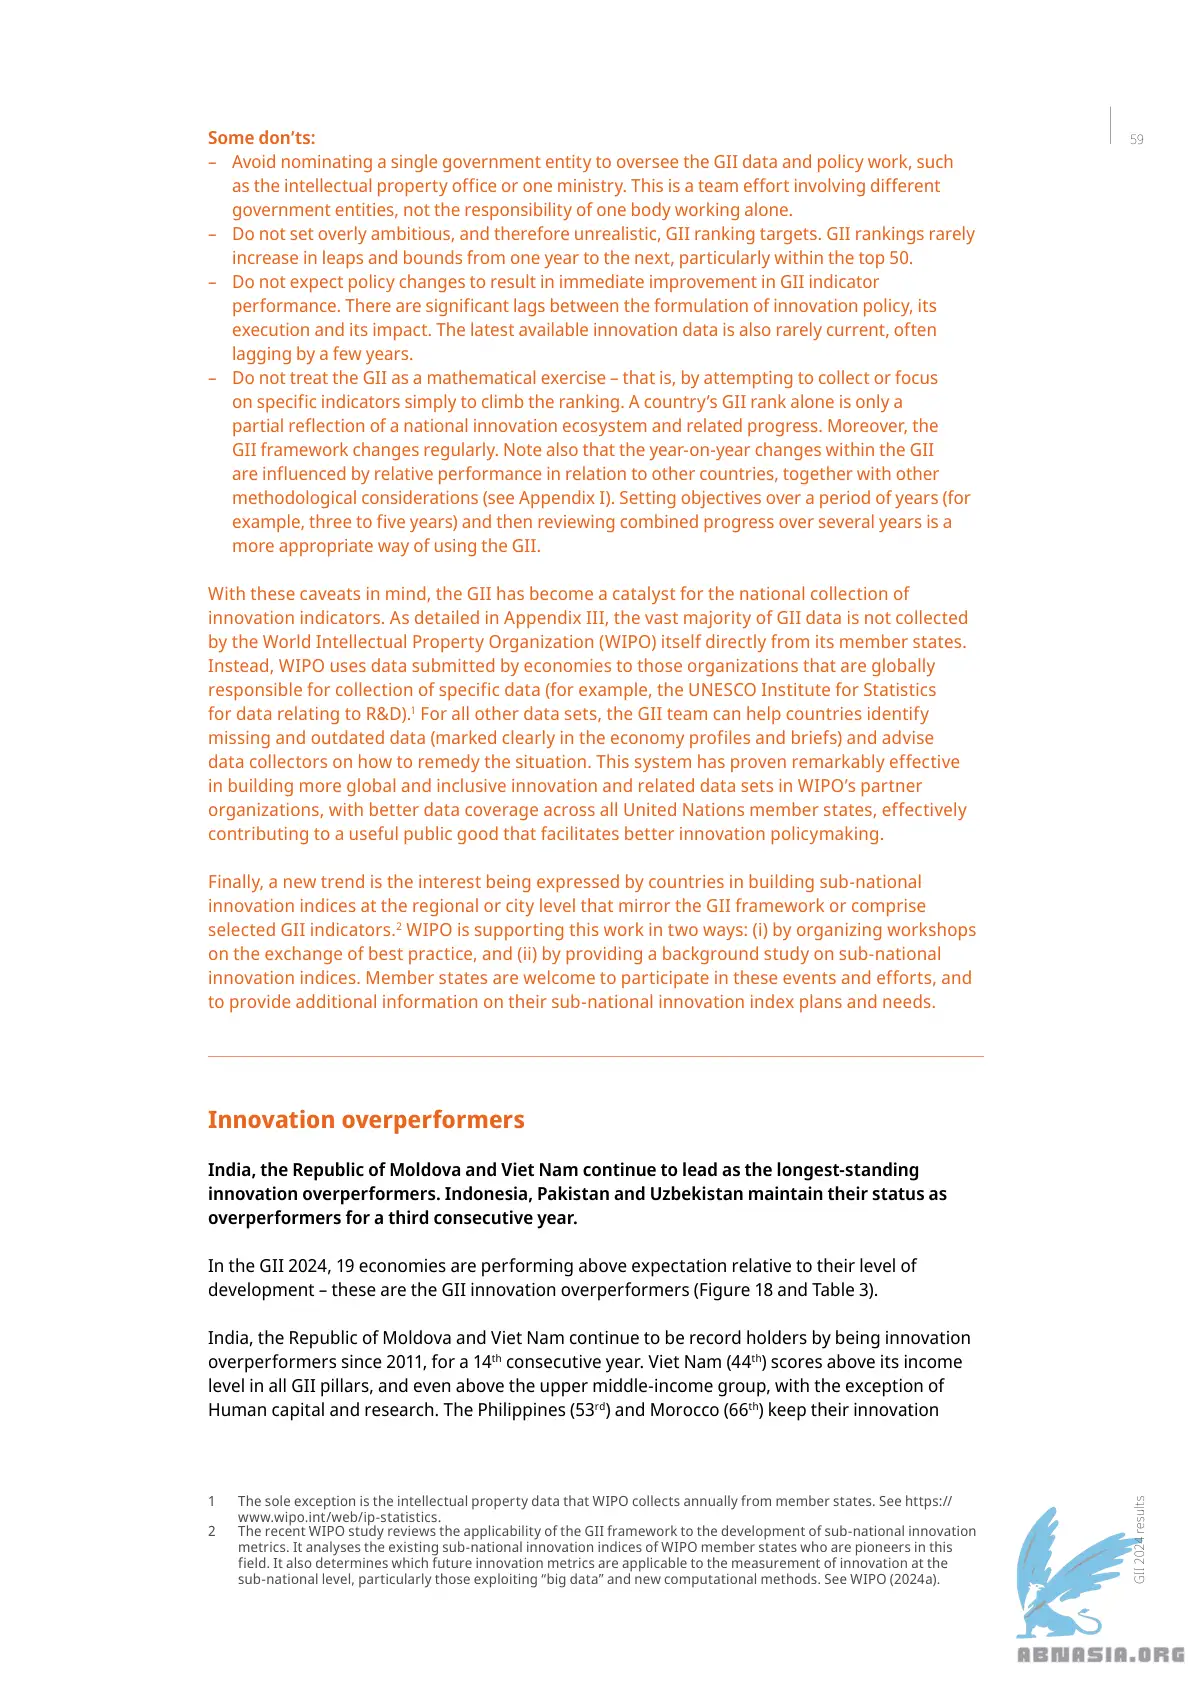 59
Some don’ts:
– Avoid nominating a single government entity to oversee the GII data and policy work, such
as the intellectual property office or one ministry. This is a team effort involving different
government entities, not the responsibility of one body working alone.
– Do not set overly ambitious, and therefore unrealistic, GII ranking targets. GII rankings rarely
increase in leaps and bounds from one year to the next, particularly within the top 50.
– Do not expect policy changes to result in immediate improvement in GII indicator
performance. There are significant lags between the formulation of innovation policy, its
execution and its impact. The latest available innovation data is also rarely current, often
lagging by a few years.
– Do not treat the GII as a mathematical exercise – that is, by attempting to collect or focus
on specific indicators simply to climb the ranking. A country’s GII rank alone is only a
partial reflection of a national innovation ecosystem and related progress. Moreover, the
GII framework changes regularly. Note also that the year-on-year changes within the GII
are influenced by relative performance in relation to other countries, together with other
methodological considerations (see Appendix I). Setting objectives over a period of years (for
example, three to five years) and then reviewing combined progress over several years is a
more appropriate way of using the GII.
With these caveats in mind, the GII has become a catalyst for the national collection of
innovation indicators. As detailed in Appendix III, the vast majority of GII data is not collected
by the World Intellectual Property Organization (WIPO) itself directly from its member states.
Instead, WIPO uses data submitted by economies to those organizations that are globally
responsible for collection of specific data (for example, the UNESCO Institute for Statistics
for data relating to R&D).1 For all other data sets, the GII team can help countries identify
missing and outdated data (marked clearly in the economy profiles and briefs) and advise
data collectors on how to remedy the situation. This system has proven remarkably effective
in building more global and inclusive innovation and related data sets in WIPO’s partner
organizations, with better data coverage across all United Nations member states, effectively
contributing to a useful public good that facilitates better innovation policymaking.
Finally, a new trend is the interest being expressed by countries in building sub-national
innovation indices at the regional or city level that mirror the GII framework or comprise
selected GII indicators.2 WIPO is supporting this work in two ways: (i) by organizing workshops
on the exchange of best practice, and (ii) by providing a background study on sub-national
innovation indices. Member states are welcome to participate in these events and efforts, and
to provide additional information on their sub-national innovation index plans and needs.
Innovation overperformers
India, the Republic of Moldova and Viet Nam continue to lead as the longest-standing
innovation overperformers. Indonesia, Pakistan and Uzbekistan maintain their status as
overperformers for a third consecutive year.
In the GII 2024, 19 economies are performing above expectation relative to their level of
development – these are the GII innovation overperformers (Figure 18 and Table 3).
India, the Republic of Moldova and Viet Nam continue to be record holders by being innovation
overperformers since 2011, for a 14th consecutive year. Viet Nam (44th) scores above its income
level in all GII pillars, and even above the upper middle-income group, with the exception of
Human capital and research. The Philippines (53rd) and Morocco (66th) keep their innovation
1 The sole exception is the intellectual property data that WIPO collects annually from member states. See https://
www.wipo.int/web/ip-statistics.
2 The recent WIPO study reviews the applicability of the GII framework to the development of sub-national innovation
metrics. It analyses the existing sub-national innovation indices of WIPO member states who are pioneers in this
field. It also determines which future innovation metrics are applicable to the measurement of innovation at the
sub-national level, particularly those exploiting “big data” and new computational methods. See WIPO (2024a).
GII 2024 results
ABNASIA.ORG